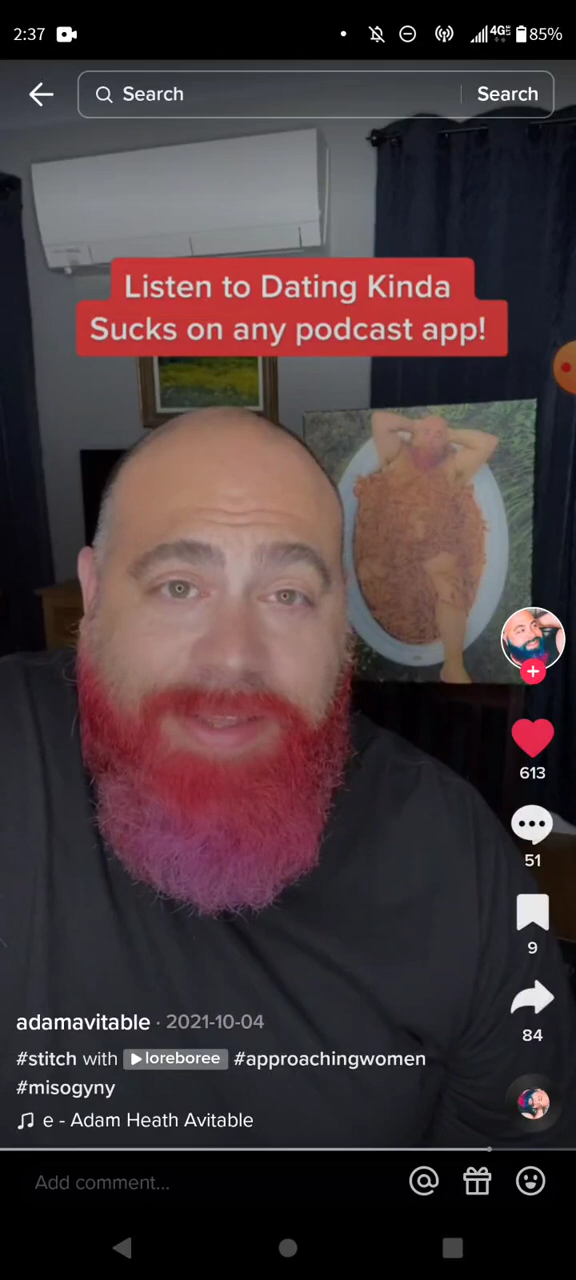 2:37
4G
85%
Search
Search
Listen to Dating Kinda
Sucks on any podcast app!
613
51
9
84
adamavitable · 2021-10-04
#stitch with loreboree #approachingwomen
#misogyny
e - Adam Heath Avitable
Add comment...